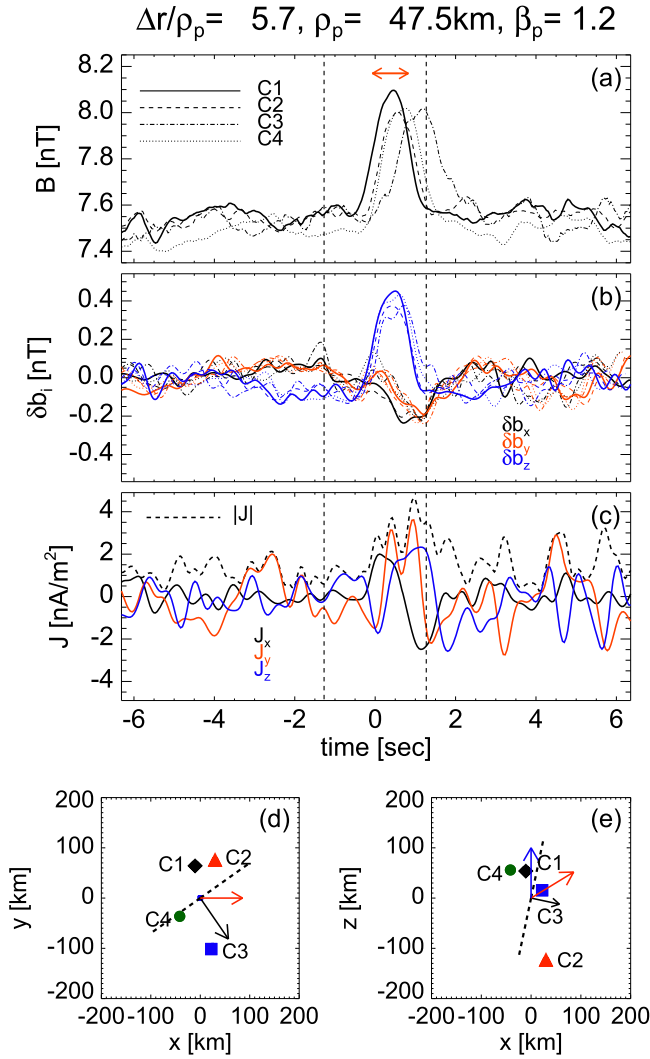 Δr/ρp= 5.7, ρp= 47.5km, βp= 1.2
8.2
8.0
7.8
7.6
7.4
B [nT]
C1
C2
C3
C4
(a)
0.4
0.2
0.0
-0.2
-0.4
δbi [nT]
(b)
δbx
δby
δbz
4
2
0
-2
-4
J [nA/m²]
|J|
(c)
Jx
Jy
Jz
-6 -4 -2 0 2 4 6
time [sec]
200
100
0
-100
-200
y [km]
(d)
C1
C2
C4
C3
-200 -100 0 100 200
x [km]
200
100
0
-100
-200
z [km]
(e)
C1
C4
C3
C2
-200 -100 0 100 200
x [km]